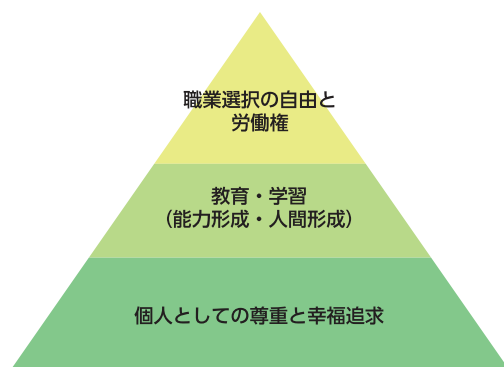 職業選択の自由と
労働権
教育・学習
（能力形成・人間形成）
個人としての尊重と幸福追求